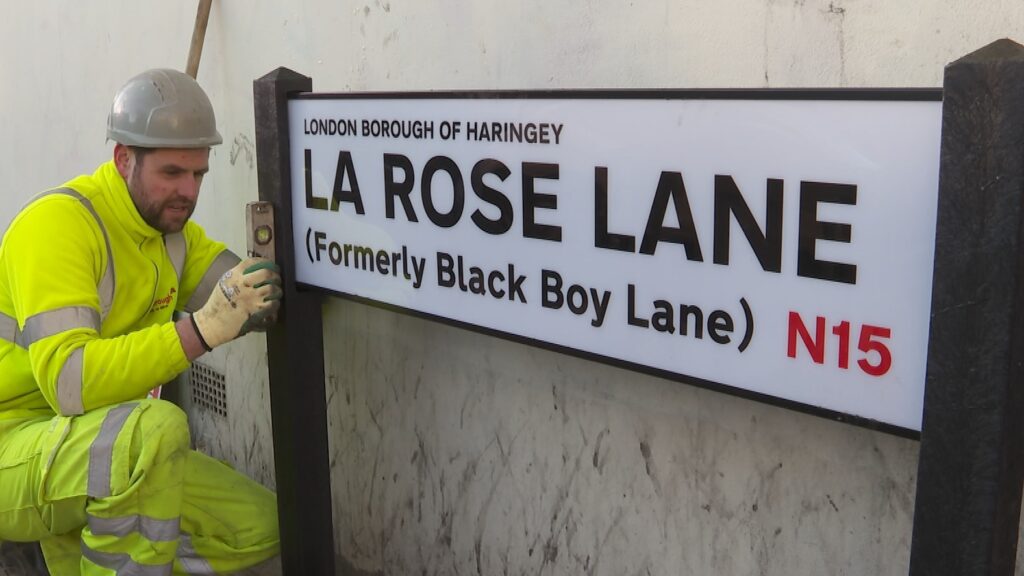 LONDON BOROUGH OF HARINGEY
LA ROSE LANE
(Formerly Black Boy Lane)
N15